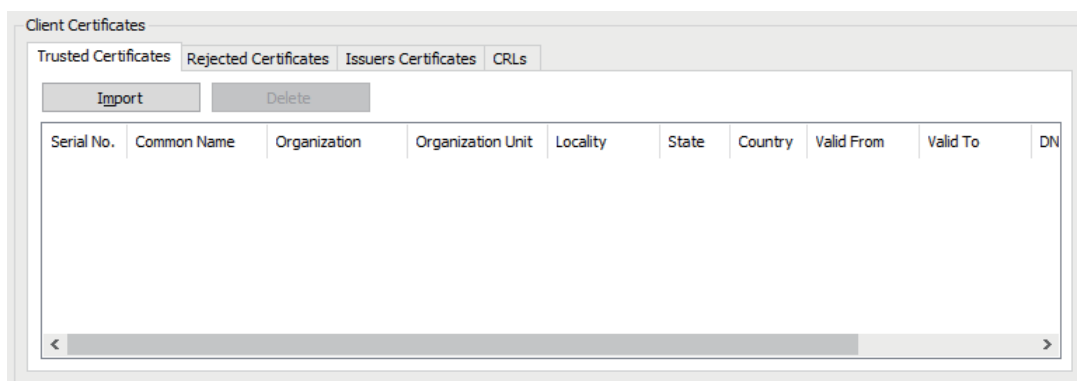 Client Certificates
Trusted Certificates Rejected Certificates Issuers Certificates CRLs
Import Delete
Serial No. Common Name Organization Organization Unit Locality State Country Valid From Valid To DN